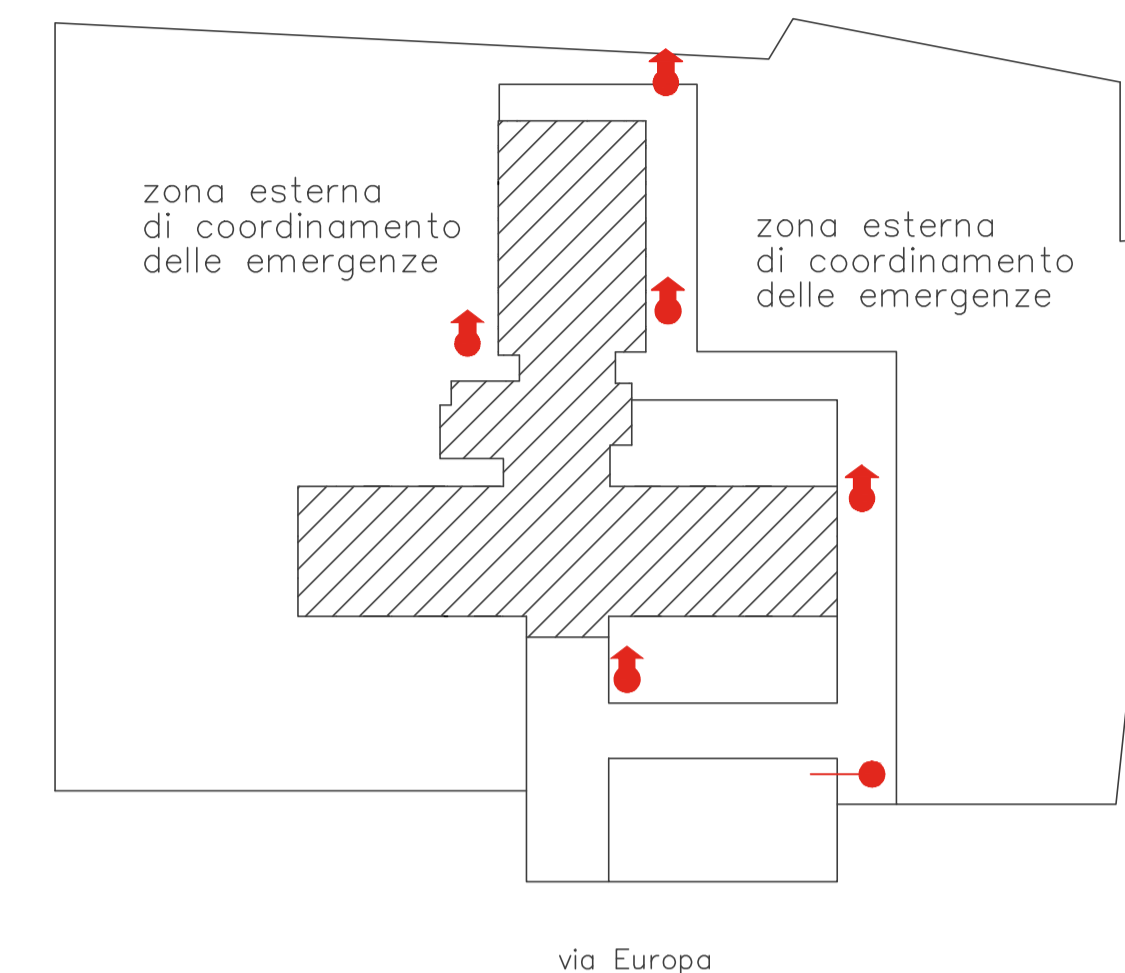 zona esterna
di coordinamento
delle emergenze
zona esterna
di coordinamento
delle emergenze
via Europa